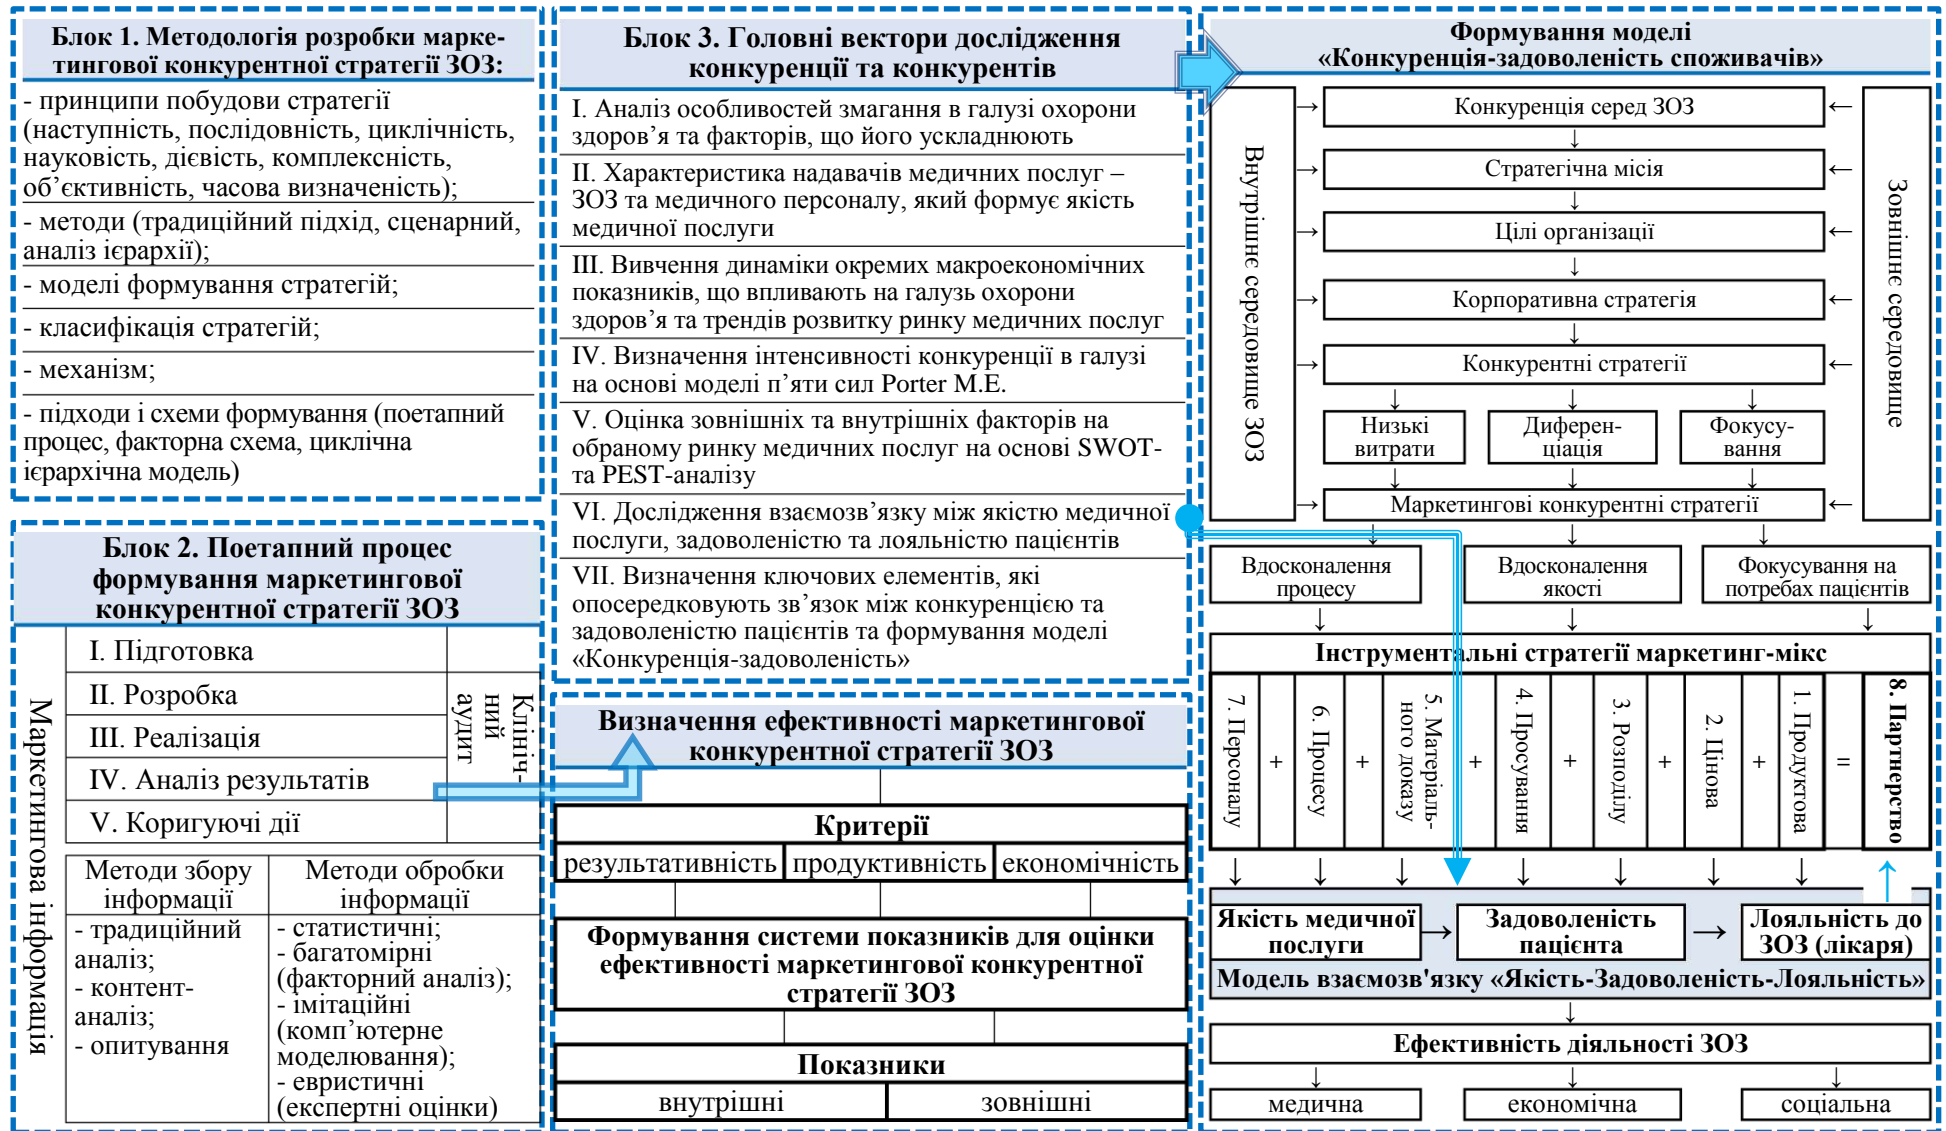 Блок 1. Методологія розробки марке-
тингової конкурентної стратегії ЗОЗ:
- принципи побудови стратегії
(наступність, послідовність, циклічність,
науковість, дієвість, комплексність,
об’єктивність, часова визначеність);
- методи (традиційний підхід, сценарний,
аналіз ієрархії);
- моделі формування стратегій;
- класифікація стратегій;
- механізм;
- підходи і схеми формування (поетапний
процес, факторна схема, циклічна
ієрархічна модель)
Блок 2. Поетапний процес
формування маркетингової
конкурентної стратегії ЗОЗ
Маркетингова інформація
I. Підготовка
II. Розробка
III. Реалізація
IV. Аналіз результатів
V. Коригуючі дії
Клініч-
ний
аудит
Методи збору
інформації
- традиційний
аналіз;
- контент-
аналіз;
- опитування
Методи обробки
інформації
- статистичні;
- багатомірні
(факторний аналіз);
- імітаційні
(комп’ютерне
моделювання);
- евристичні
(експертні оцінки)
Блок 3. Головні вектори дослідження
конкуренції та конкурентів
I. Аналіз особливостей змагання в галузі охорони
здоров’я та факторів, що його ускладнюють
II. Характеристика надавачів медичних послуг –
ЗОЗ та медичного персоналу, який формує якість
медичної послуги
III. Вивчення динаміки окремих макроекономічних
показників, що впливають на галузь охорони
здоров’я та трендів розвитку ринку медичних послуг
IV. Визначення інтенсивності конкуренції в галузі
на основі моделі п’яти сил Porter M.E.
V. Оцінка зовнішніх та внутрішніх факторів на
обраному ринку медичних послуг на основі SWOT-
та PEST-аналізу
VI. Дослідження взаємозв’язку між якістю медичної
послуги, задоволеністю та лояльністю пацієнтів
VII. Визначення ключових елементів, які
опосередковують зв’язок між конкуренцією та
задоволеністю пацієнтів та формування моделі
«Конкуренція-задоволеність»
Визначення ефективності маркетингової
конкурентної стратегії ЗОЗ
Критерії
результативність продуктивність економічність
Формування системи показників для оцінки
ефективності маркетингової конкурентної
стратегії ЗОЗ
Показники
внутрішні зовнішні
Формування моделі
«Конкуренція-задоволеність споживачів»
Внутрішнє середовище ЗОЗ
Конкуренція серед ЗОЗ
Стратегічна місія
Цілі організації
Корпоративна стратегія
Конкурентні стратегії
Низькі
витрати
Диферен-
ціація
Фокусу-
вання
Маркетингові конкурентні стратегії
Зовнішнє середовище
Вдосконалення
процесу
Вдосконалення
якості
Фокусування на
потребах пацієнтів
Інструментальні стратегії маркетинг-мікс
7. Персоналу
+
6. Процесу
+
5. Матеріаль-
ного доказу
+
4. Просування
+
3. Розподілу
+
2. Цінова
+
1. Продуктова
=
8. Партнерство
Якість медичної
послуги
Задоволеність
пацієнта
Лояльність до
ЗОЗ (лікаря)
Модель взаємозв'язку «Якість-Задоволеність-Лояльність»
Ефективність діяльності ЗОЗ
медична економічна соціальна